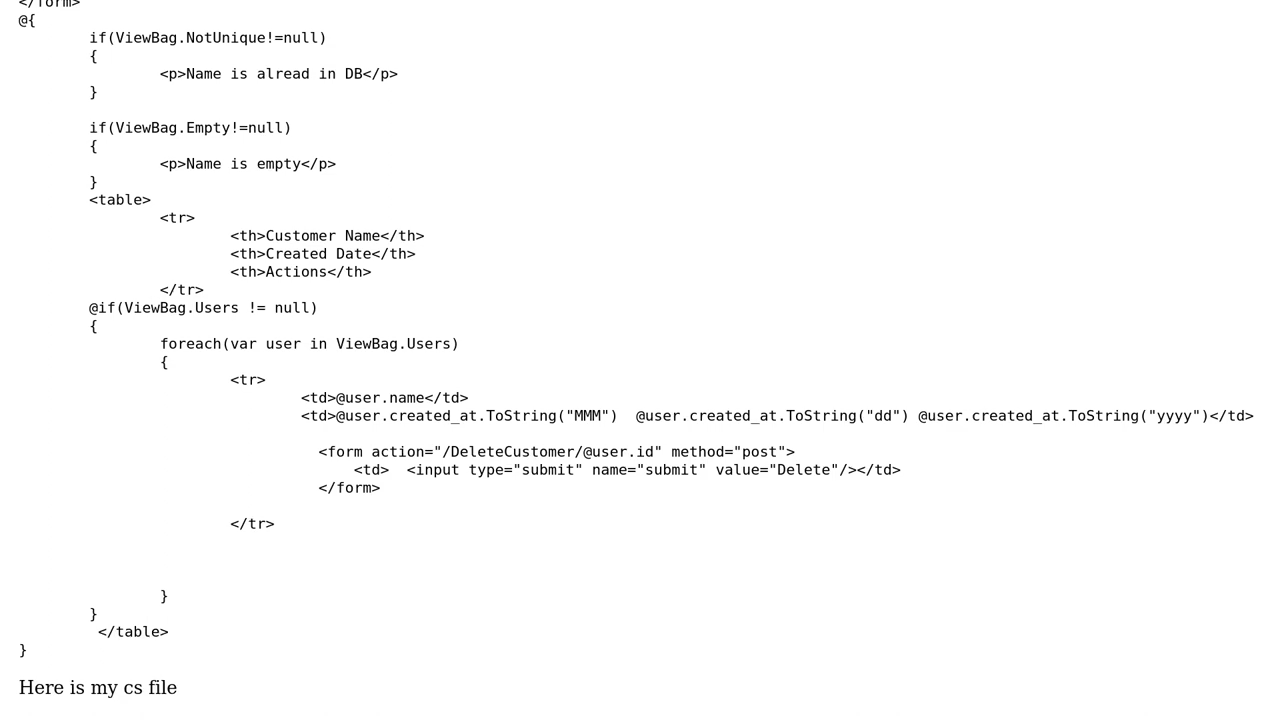 </form>
@{
if(ViewBag.NotUnique!=null)
{
<p>Name is alread in DB</p>
}
if(ViewBag.Empty!=null)
{
<p>Name is empty</p>
}
<table>
<tr>
<th>Customer Name</th>
<th>Created Date</th>
<th>Actions</th>
</tr>
@if(ViewBag.Users != null)
{
foreach(var user in ViewBag.Users)
{
<tr>
<td>@user.name</td>
<td>@user.created_at.ToString("MMM")  @user.created_at.ToString("dd") @user.created_at.ToString("yyyy")</td>
<form action="/DeleteCustomer/@user.id" method="post">
<td>  <input type="submit" name="submit" value="Delete"/></td>
</form>
</tr>
}
}
</table>
}
Here is my cs file